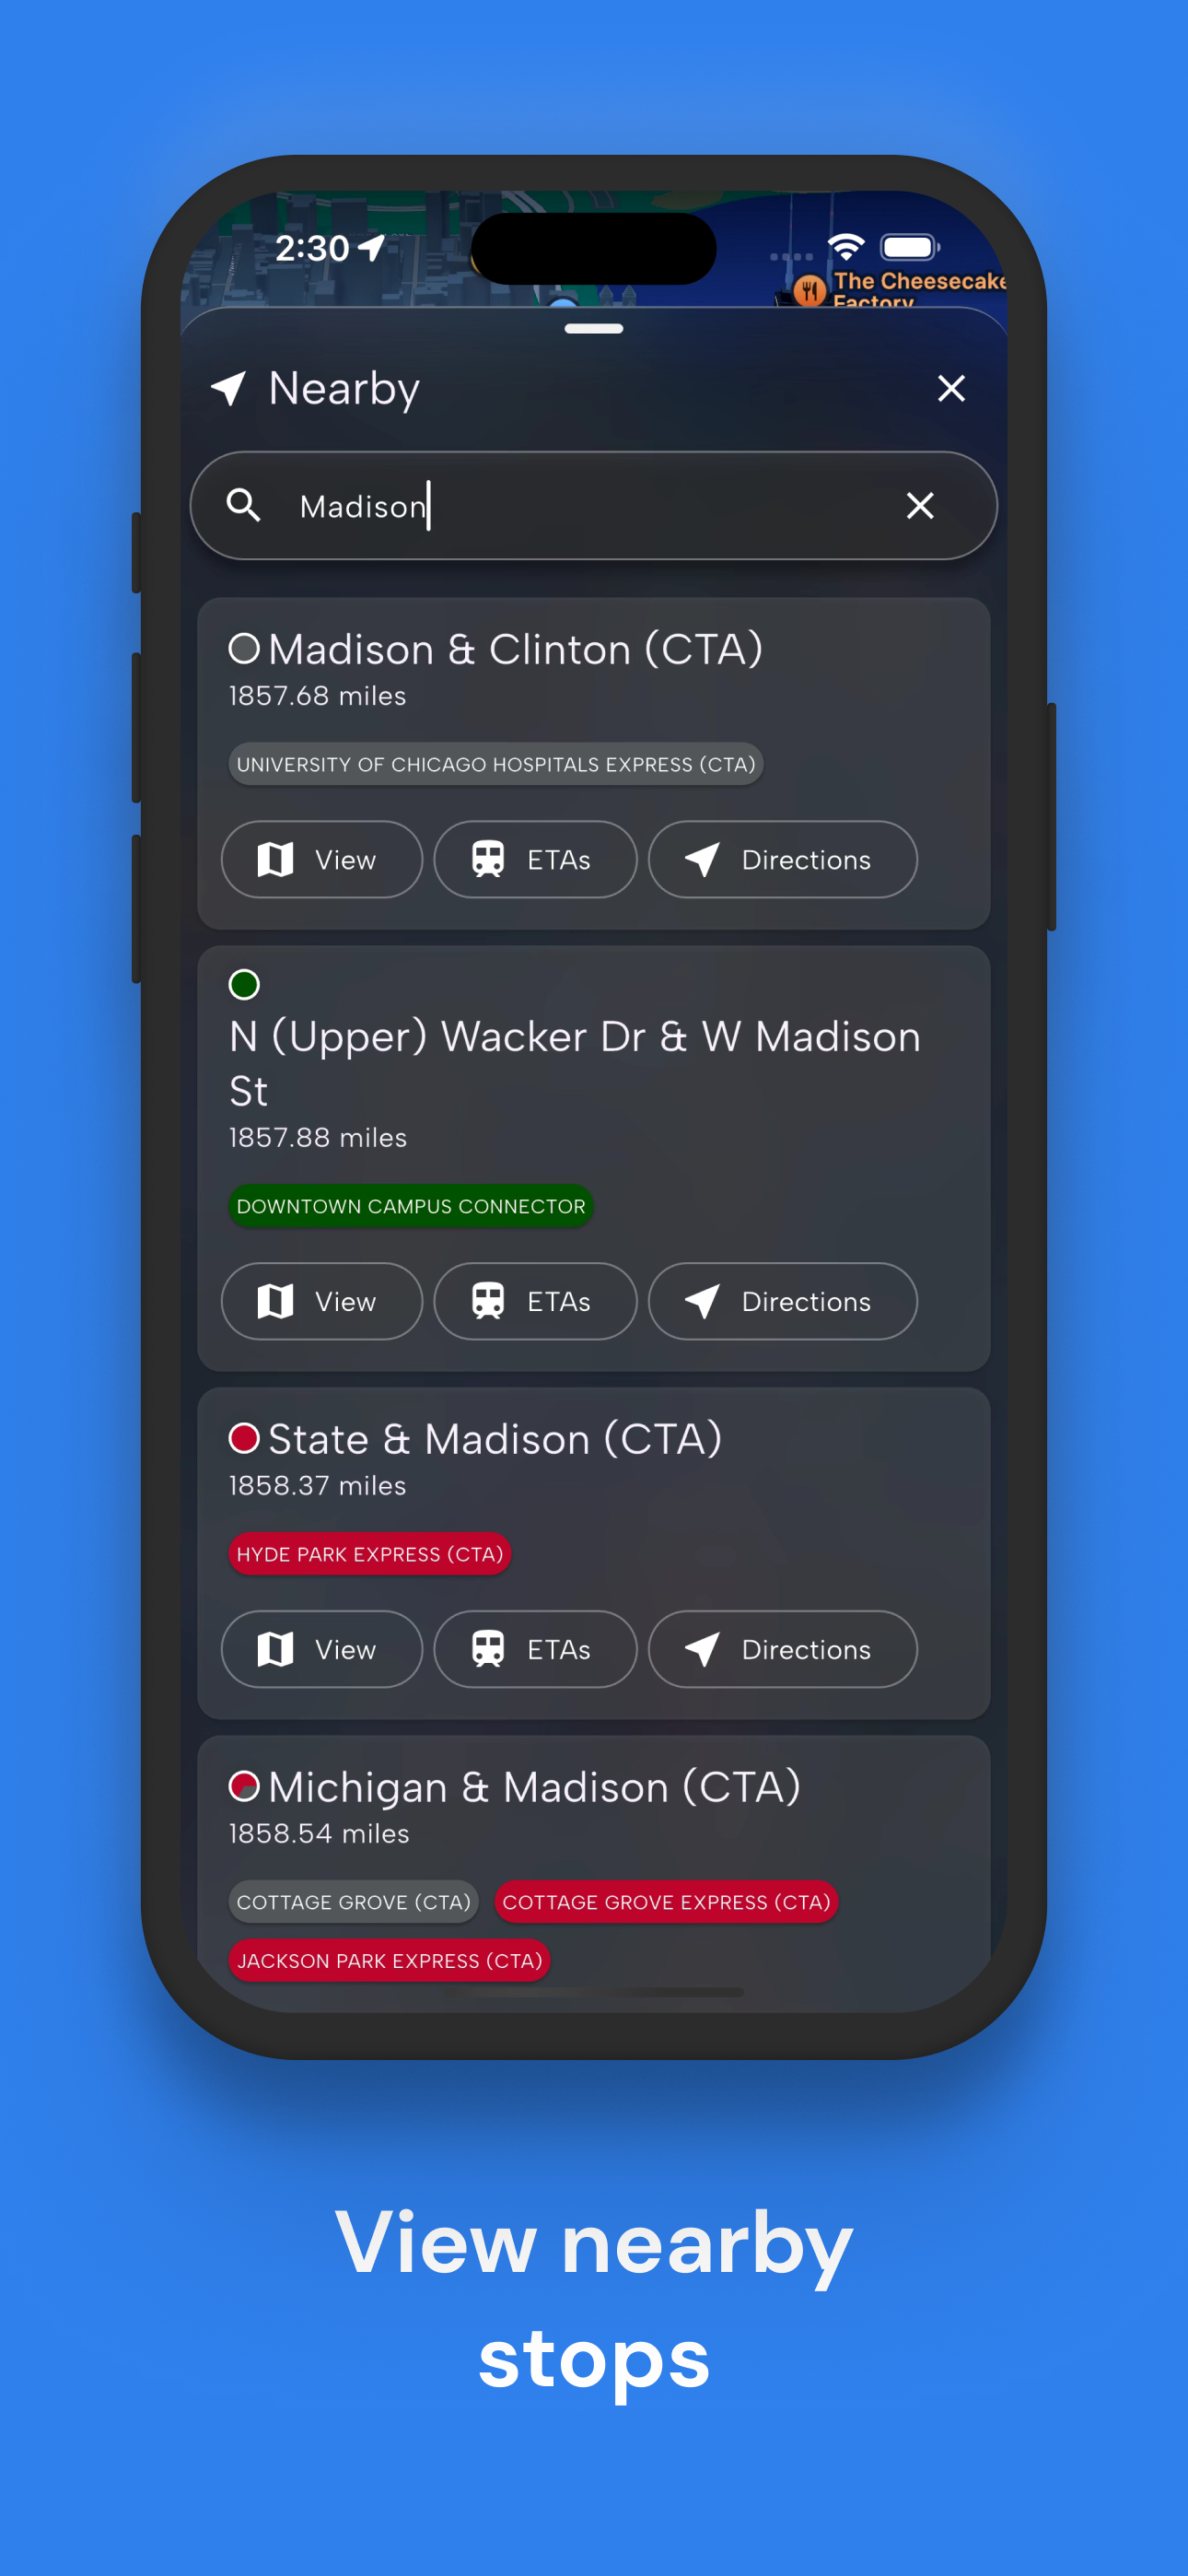 2:30
The Cheesecake
Factory
Nearby
Madison
Madison & Clinton (CTA)
1857.68 miles
UNIVERSITY OF CHICAGO HOSPITALS EXPRESS (CTA)
View ETAs Directions
N (Upper) Wacker Dr & W Madison
St
1857.88 miles
DOWNTOWN CAMPUS CONNECTOR
View ETAs Directions
State & Madison (CTA)
1858.37 miles
HYDE PARK EXPRESS (CTA)
View ETAs Directions
Michigan & Madison (CTA)
1858.54 miles
COTTAGE GROVE (CTA) COTTAGE GROVE EXPRESS (CTA)
JACKSON PARK EXPRESS (CTA)
View nearby
stops